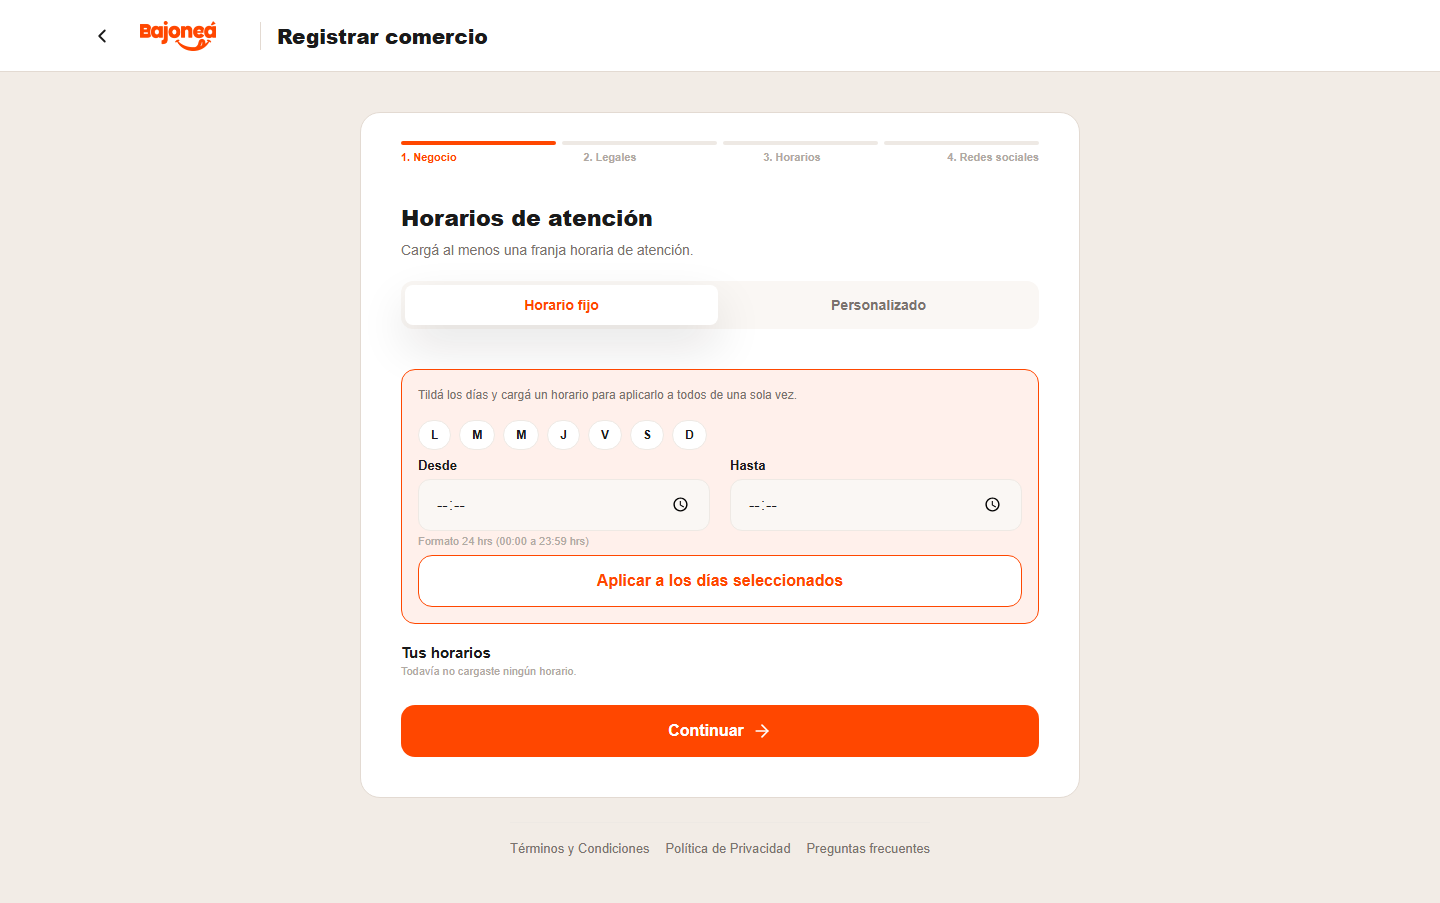 Bajoneá
Registrar comercio
1. Negocio
2. Legales
3. Horarios
4. Redes sociales
Horarios de atención
Cargá al menos una franja horaria de atención.
Horario fijo
Personalizado
Tildá los días y cargá un horario para aplicarlo a todos de una sola vez.
L M M J V S D
Desde
Hasta
--:--
--:--
Formato 24 hrs (00:00 a 23:59 hrs)
Aplicar a los días seleccionados
Tus horarios
Todavía no cargaste ningún horario.
Continuar
Términos y Condiciones
Política de Privacidad
Preguntas frecuentes